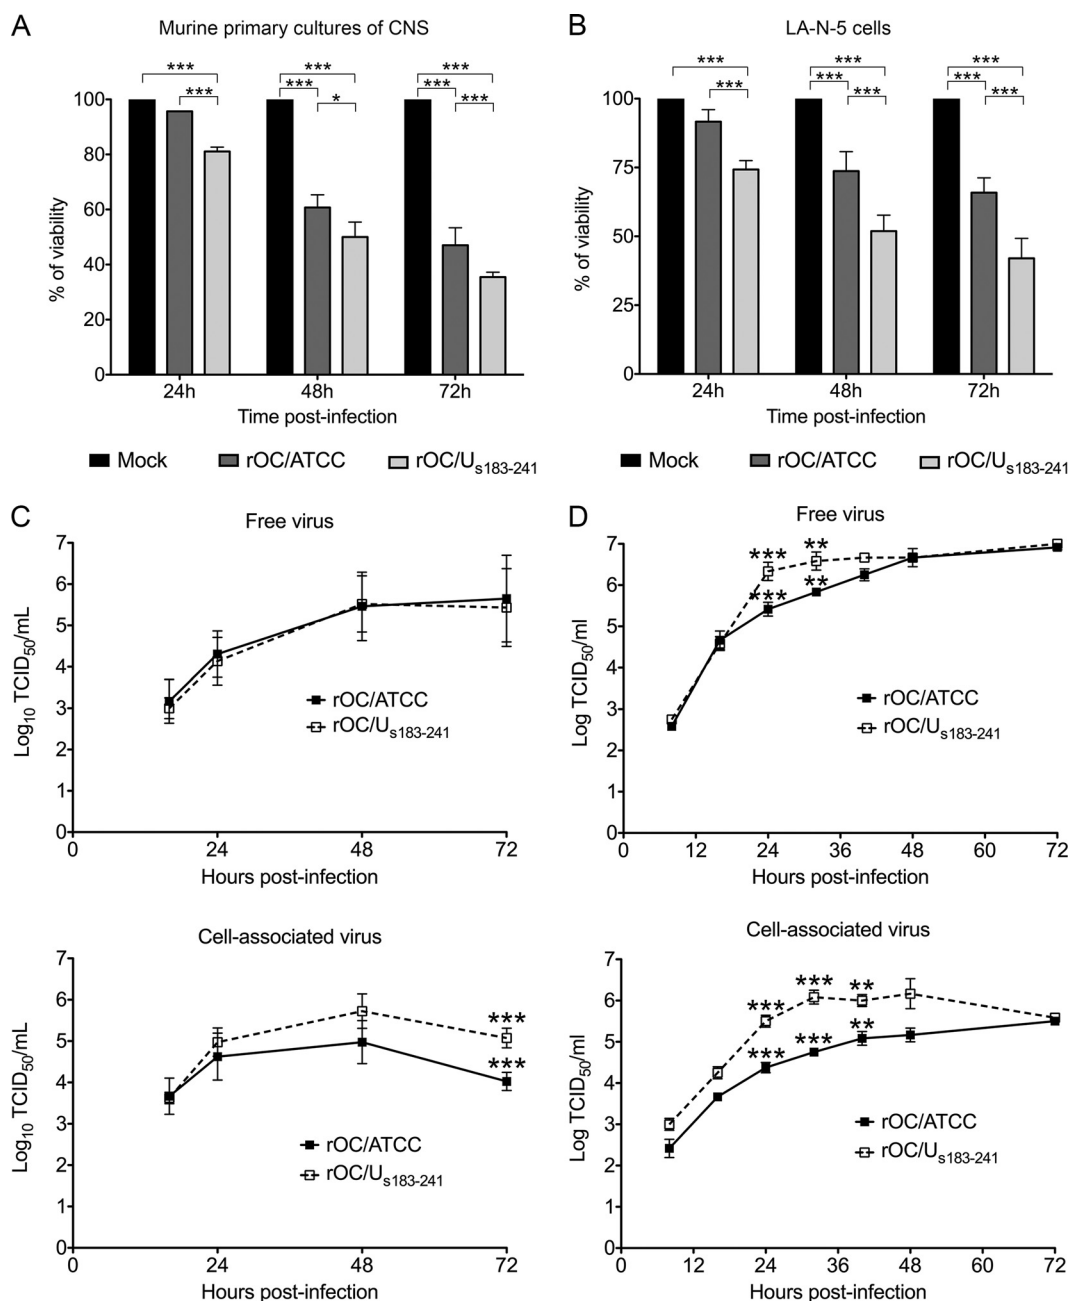 A
Murine primary cultures of CNS
*** *** ***
*** ***
*** * *** ***
100
80
60
40
20
0
% of viability
24h 48h 72h
Time post-infection
B
LA-N-5 cells
*** *** ***
*** ***
*** *** ***
100
75
50
25
0
% of viability
24h 48h 72h
Time post-infection
Mock rOC/ATCC rOC/Us183-241
Mock rOC/ATCC rOC/Us183-241
C
Free virus
7
6
5
4
3
2
1
0
Log10 TCID50/mL
rOC/ATCC
rOC/Us183-241
0 24 48 72
Hours post-infection
D
Free virus
7
6
5
4
3
2
1
0
Log TCID50/ml
*** **
*** **
rOC/ATCC
rOC/Us183-241
0 12 24 36 48 60 72
Hours post-infection
Cell-associated virus
7
6
5
4
3
2
1
0
Log10 TCID50/mL
***
***
rOC/ATCC
rOC/Us183-241
0 24 48 72
Hours post-infection
Cell-associated virus
7
6
5
4
3
2
1
0
Log TCID50/ml
*** *** **
*** *** **
rOC/ATCC
rOC/Us183-241
0 12 24 36 48 60 72
Hours post-infection